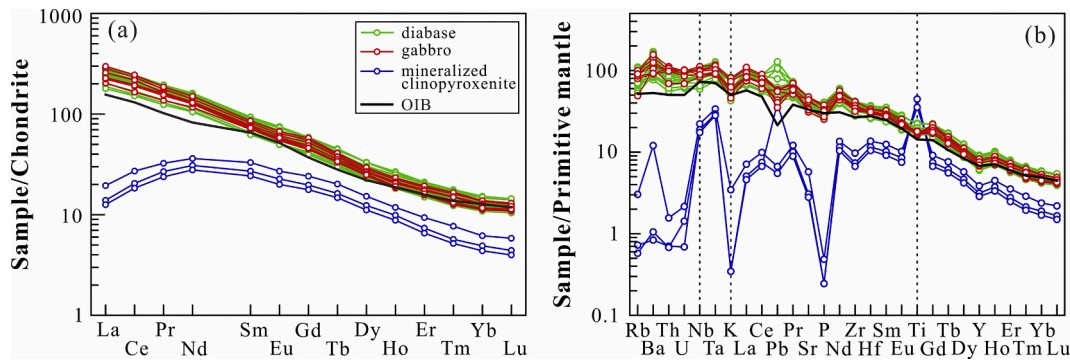 1000
100
10
1
Sample/Chondrite
(a)
diabase
gabbro
mineralized
clinopyroxenite
OIB
La Pr Sm Gd Dy Er Yb
Ce Nd Eu Tb Ho Tm Lu
100
10
1
0.1
Sample/Primitive mantle
(b)
Rb Th Nb K Ce Pr P Zr Sm Ti Tb Y Er Yb
Ba U Ta La Pb Sr Nd Hf Eu Gd Dy Ho Tm Lu